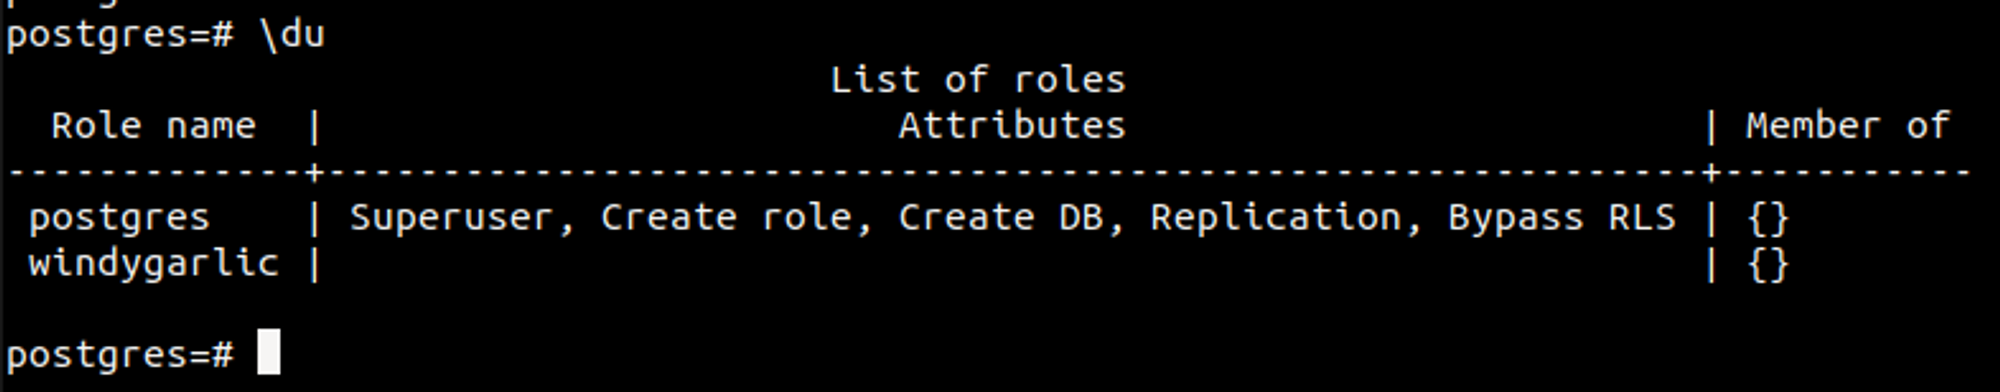 postgres=# \du
List of roles
Role name | Attributes | Member of
-------------+------------------------------------------------------------+-----------
postgres | Superuser, Create role, Create DB, Replication, Bypass RLS | {}
windygarlic | | {}
postgres=#